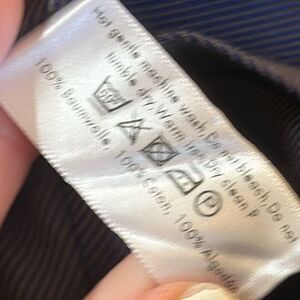 Hot gentle machine wash, Do not bleach, Do not
tumble dry, Warm iron, Dry clean P
100% Baumwolle, 100% Coton, 100% Algodón